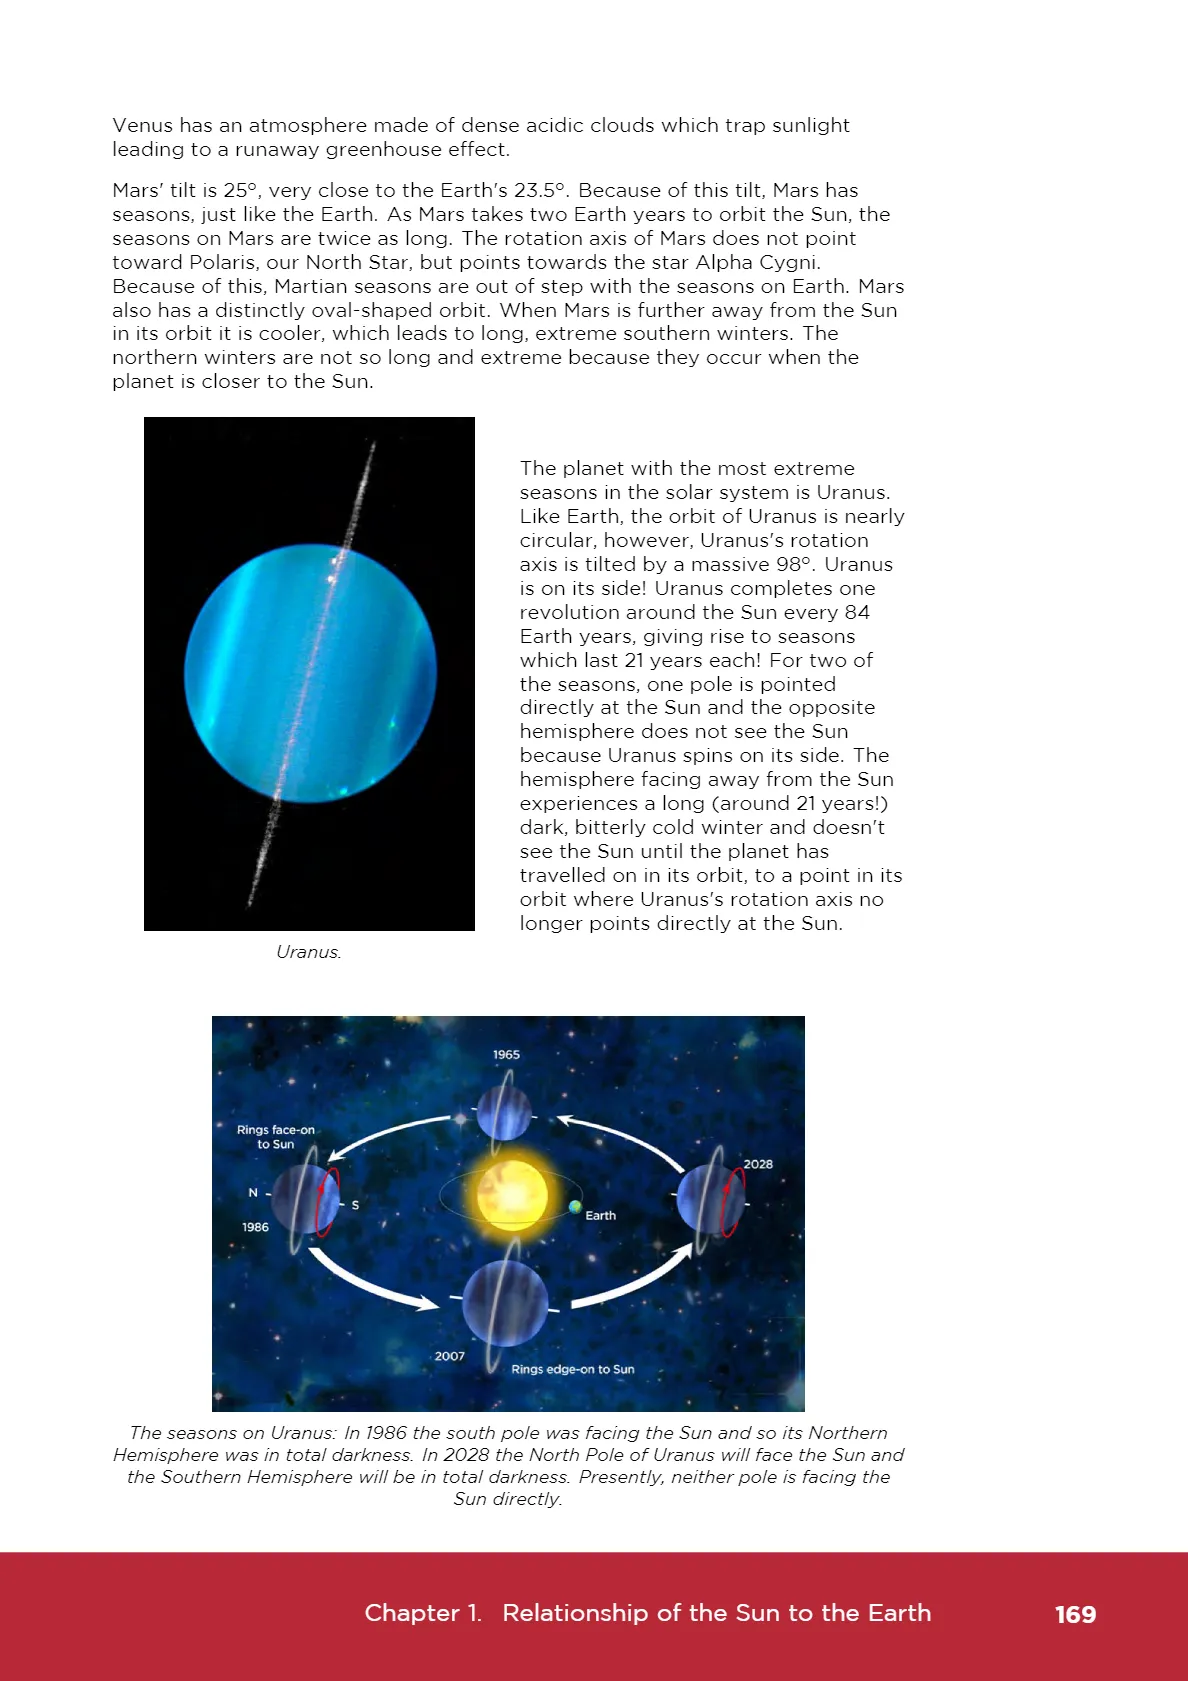 Venus has an atmosphere made of dense acidic clouds which trap sunlight
leading to a runaway greenhouse effect.
Mars' tilt is 25°, very close to the Earth's 23.5°. Because of this tilt, Mars has
seasons, just like the Earth. As Mars takes two Earth years to orbit the Sun, the
seasons on Mars are twice as long. The rotation axis of Mars does not point
toward Polaris, our North Star, but points towards the star Alpha Cygni.
Because of this, Martian seasons are out of step with the seasons on Earth. Mars
also has a distinctly oval-shaped orbit. When Mars is further away from the Sun
in its orbit it is cooler, which leads to long, extreme southern winters. The
northern winters are not so long and extreme because they occur when the
planet is closer to the Sun.
The planet with the most extreme
seasons in the solar system is Uranus.
Like Earth, the orbit of Uranus is nearly
circular, however, Uranus's rotation
axis is tilted by a massive 98°. Uranus
is on its side! Uranus completes one
revolution around the Sun every 84
Earth years, giving rise to seasons
which last 21 years each! For two of
the seasons, one pole is pointed
directly at the Sun and the opposite
hemisphere does not see the Sun
because Uranus spins on its side. The
hemisphere facing away from the Sun
experiences a long (around 21 years!)
dark, bitterly cold winter and doesn't
see the Sun until the planet has
travelled on in its orbit, to a point in its
orbit where Uranus's rotation axis no
longer points directly at the Sun.
Uranus.
1965
Rings face-on
to Sun
2028
N
S
1986
Earth
2007
Rings edge-on to Sun
The seasons on Uranus: In 1986 the south pole was facing the Sun and so its Northern
Hemisphere was in total darkness. In 2028 the North Pole of Uranus will face the Sun and
the Southern Hemisphere will be in total darkness. Presently, neither pole is facing the
Sun directly.
Chapter 1. Relationship of the Sun to the Earth 169